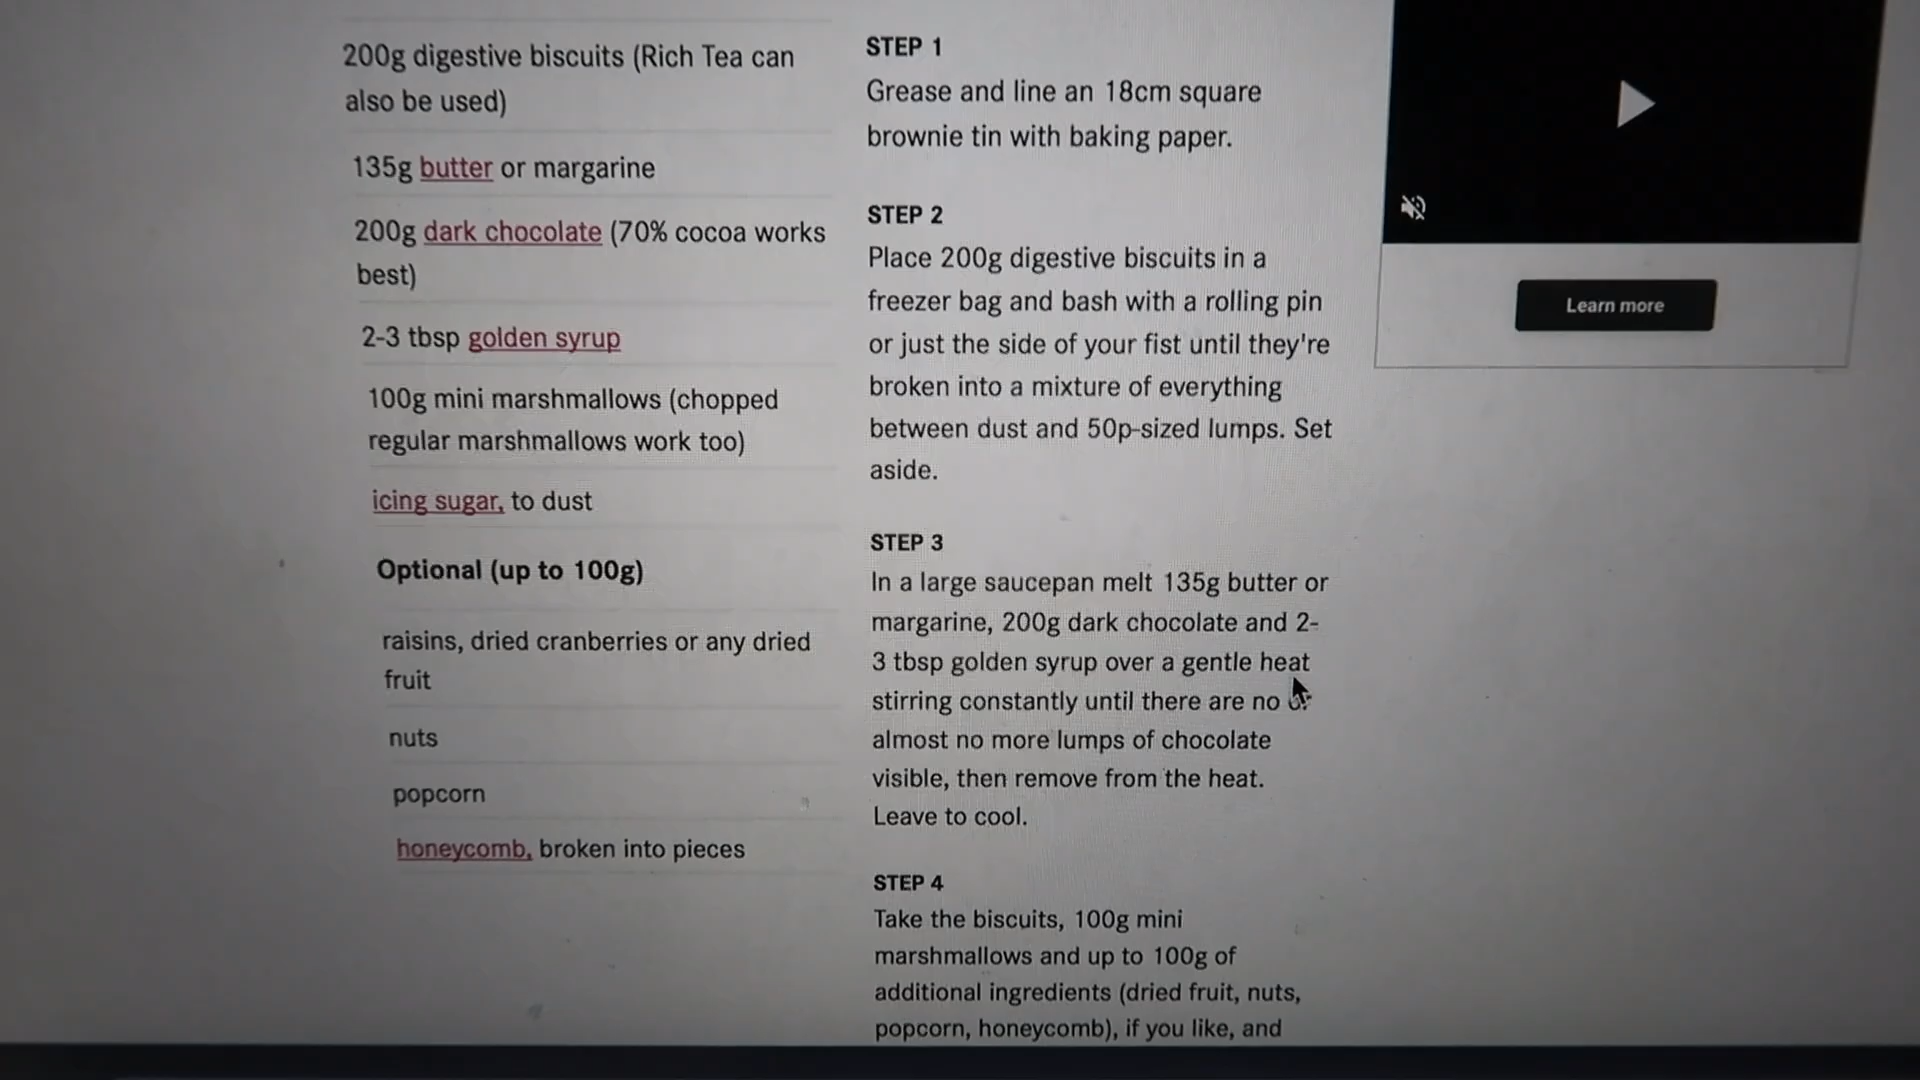 200g digestive biscuits (Rich Tea can
also be used)
135g butter or margarine
200g dark chocolate (70% cocoa works
best)
2-3 tbsp golden syrup
100g mini marshmallows (chopped
regular marshmallows work too)
icing sugar, to dust
Optional (up to 100g)
raisins, dried cranberries or any dried
fruit
nuts
popcorn
honeycomb, broken into pieces
STEP 1
Grease and line an 18cm square
brownie tin with baking paper.
STEP 2
Place 200g digestive biscuits in a
freezer bag and bash with a rolling pin
or just the side of your fist until they're
broken into a mixture of everything
between dust and 50p-sized lumps. Set
aside.
STEP 3
In a large saucepan melt 135g butter or
margarine, 200g dark chocolate and 2-
3 tbsp golden syrup over a gentle heat
stirring constantly until there are no or
almost no more lumps of chocolate
visible, then remove from the heat.
Leave to cool.
STEP 4
Take the biscuits, 100g mini
marshmallows and up to 100g of
additional ingredients (dried fruit, nuts,
popcorn, honeycomb), if you like, and
Learn more